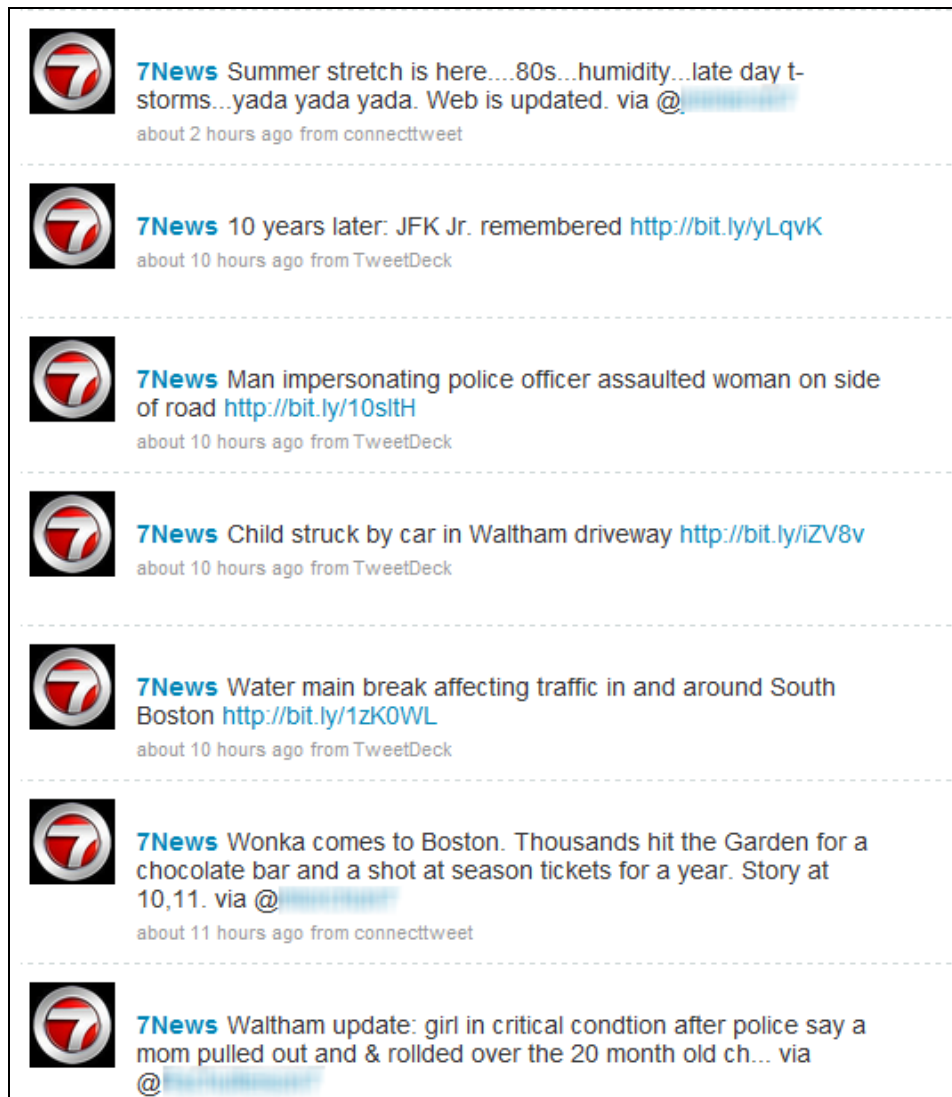 7News Summer stretch is here....80s...humidity...late day t-
storms...yada yada yada. Web is updated. via @
about 2 hours ago from connecttweet
7News 10 years later: JFK Jr. remembered http://bit.ly/yLqvK
about 10 hours ago from TweetDeck
7News Man impersonating police officer assaulted woman on side
of road http://bit.ly/10sltH
about 10 hours ago from TweetDeck
7News Child struck by car in Waltham driveway http://bit.ly/iZV8v
about 10 hours ago from TweetDeck
7News Water main break affecting traffic in and around South
Boston http://bit.ly/1zK0WL
about 10 hours ago from TweetDeck
7News Wonka comes to Boston. Thousands hit the Garden for a
chocolate bar and a shot at season tickets for a year. Story at
10,11. via @
about 11 hours ago from connecttweet
7News Waltham update: girl in critical condtion after police say a
mom pulled out and & rollded over the 20 month old ch... via
@